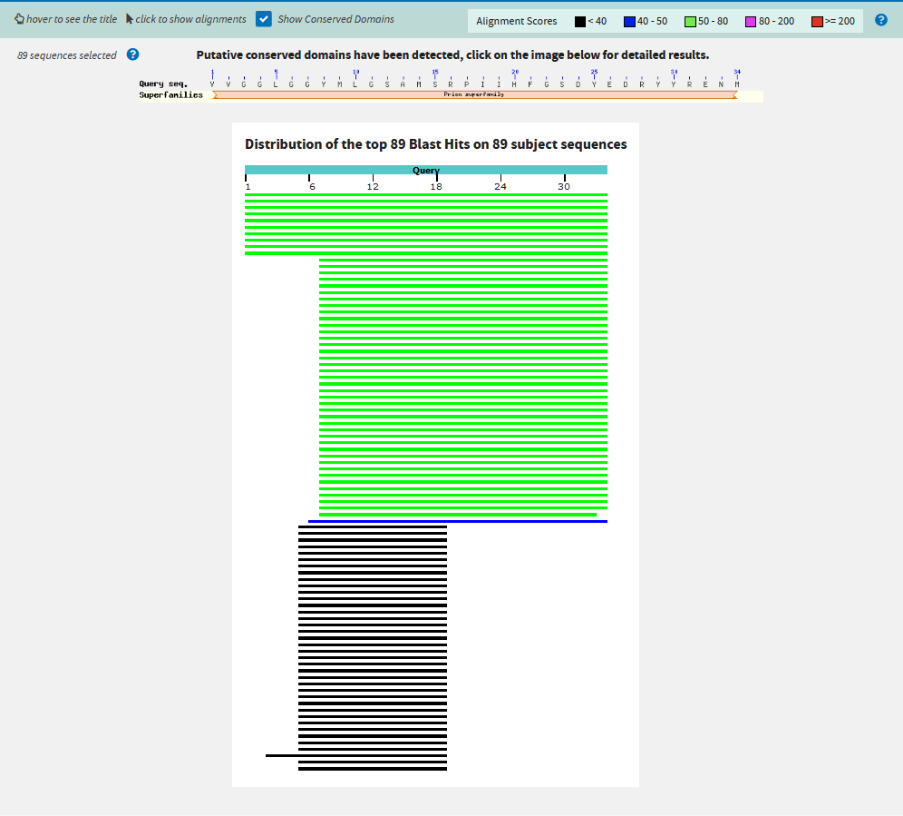 hover to see the title click to show alignments Show Conserved Domains Alignment Scores < 40 40 - 50 50 - 80 80 - 200 >= 200 ?
89 sequences selected ? Putative conserved domains have been detected, click on the image below for detailed results.
1 5 10 15 20 25 30 34
Query seq. V V G G L G G Y M L G S A M S R P I I H F G S D Y E D R Y Y R E N M
Superfamilies Prion superfamily
Distribution of the top 89 Blast Hits on 89 subject sequences
Query
1 6 12 18 24 30